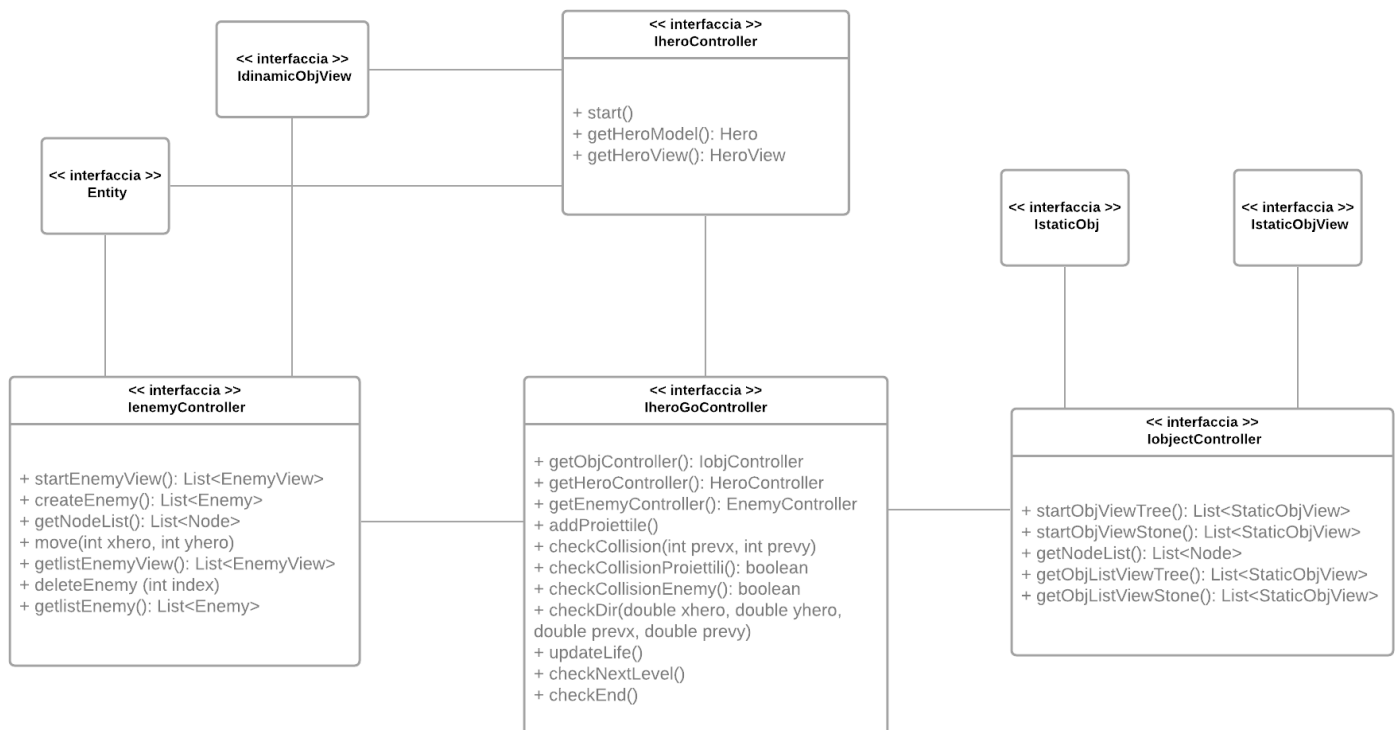 << interfaccia >>
IheroController
+ start()
+ getHeroModel(): Hero
+ getHeroView(): HeroView
<< interfaccia >>
IdinamicObjView
<< interfaccia >>
Entity
<< interfaccia >>
IstaticObj
<< interfaccia >>
IstaticObjView
<< interfaccia >>
IenemyController
+ startEnemyView(): List<EnemyView>
+ createEnemy(): List<Enemy>
+ getNodeList(): List<Node>
+ move(int xhero, int yhero)
+ getlistEnemyView(): List<EnemyView>
+ deleteEnemy (int index)
+ getlistEnemy(): List<Enemy>
<< interfaccia >>
IheroGoController
+ getObjController(): IobjController
+ getHeroController(): HeroController
+ getEnemyController(): EnemyController
+ addProiettile()
+ checkCollision(int prevx, int prevy)
+ checkCollisionProiettili(): boolean
+ checkCollisionEnemy(): boolean
+ checkDir(double xhero, double yhero,
double prevx, double prevy)
+ updateLife()
+ checkNextLevel()
+ checkEnd()
<< interfaccia >>
IobjectController
+ startObjViewTree(): List<StaticObjView>
+ startObjViewStone(): List<StaticObjView>
+ getNodeList(): List<Node>
+ getObjListViewTree(): List<StaticObjView>
+ getObjListViewStone(): List<StaticObjView>